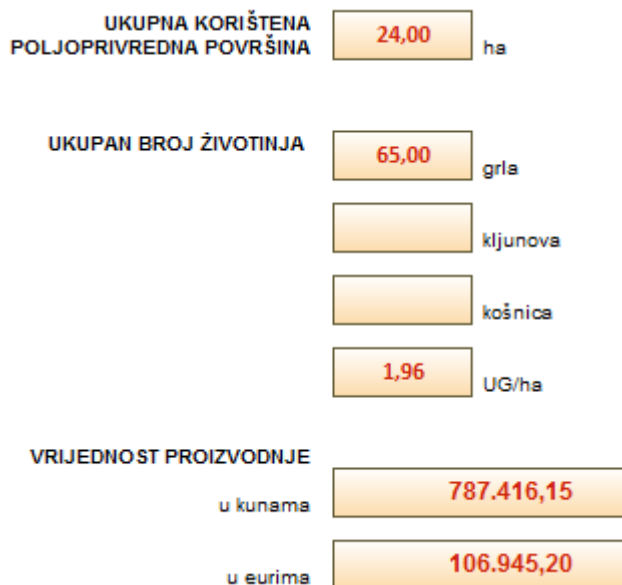 UKUPNA KORIŠTENA
POLJOPRIVREDNA POVRŠINA
24,00
ha
UKUPAN BROJ ŽIVOTINJA
65,00
grla
kljunova
košnica
1,96
UG/ha
VRIJEDNOST PROIZVODNJE
u kunama
787.416,15
u eurima
106.945,20